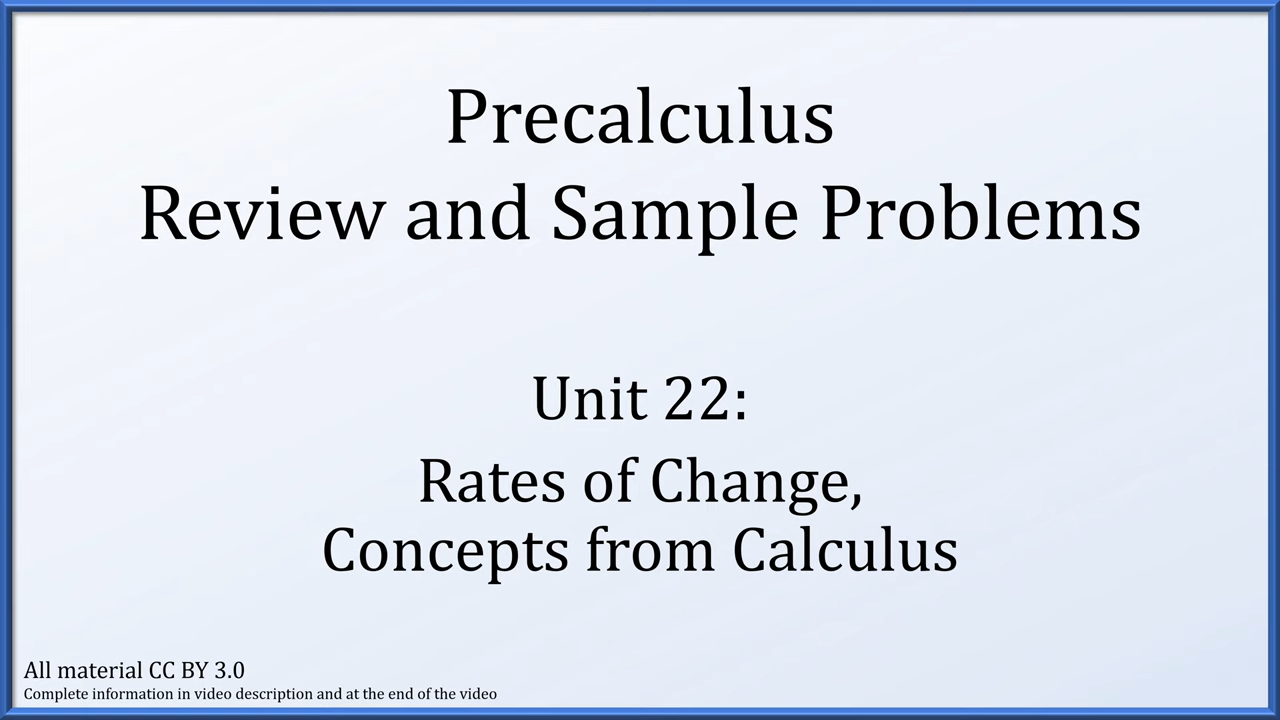 Precalculus
Review and Sample Problems
Unit 22:
Rates of Change,
Concepts from Calculus
All material CC BY 3.0
Complete information in video description and at the end of the video